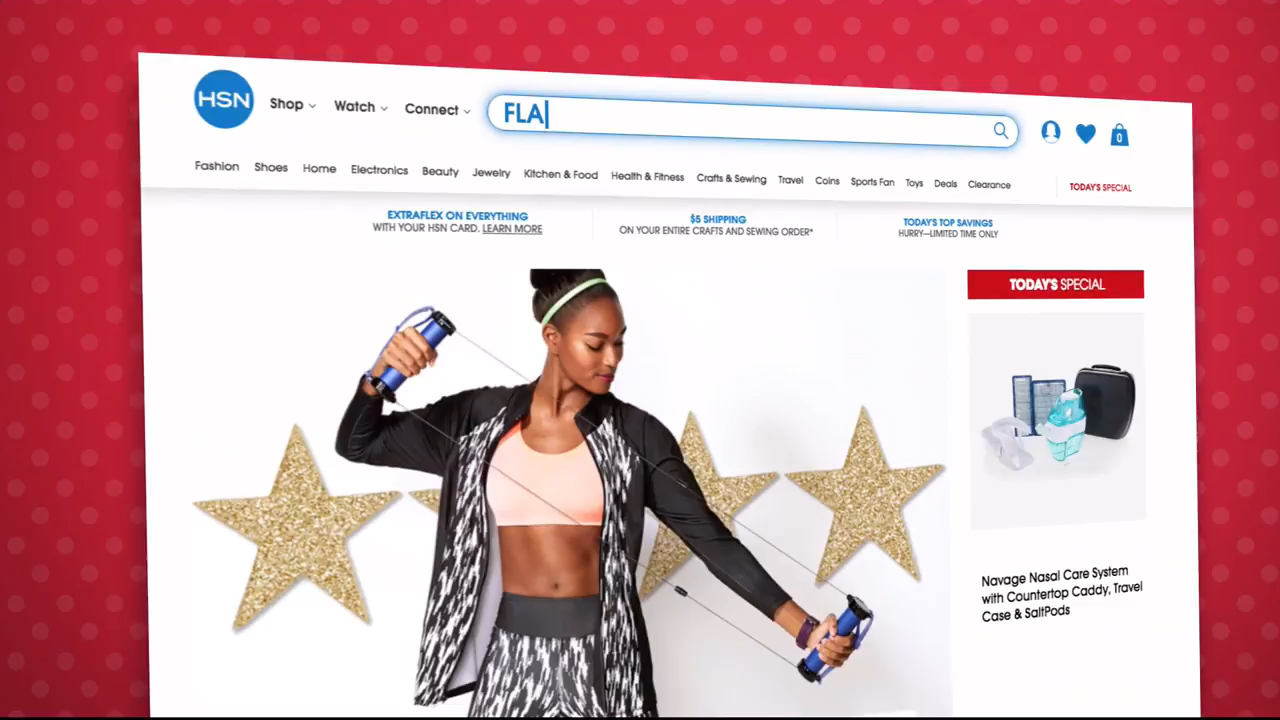 HSN
Shop
Watch
Connect
FLA
0
Fashion
Shoes
Home
Electronics
Beauty
Jewelry
Kitchen & Food
Health & Fitness
Crafts & Sewing
Travel
Coins
Sports Fan
Toys
Deals
Clearance
TODAY'S SPECIAL
EXTRAFLEX ON EVERYTHING
WITH YOUR HSN CARD. LEARN MORE
$5 SHIPPING
ON YOUR ENTIRE CRAFTS AND SEWING ORDER*
TODAY'S TOP SAVINGS
HURRY—LIMITED TIME ONLY
TODAY'S SPECIAL
Navage Nasal Care System
with Countertop Caddy, Travel
Case & SaltPods